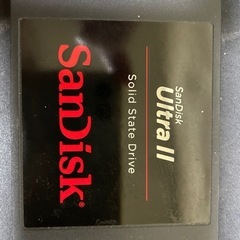 SanDisk
Ultra II
Solid State Drive
SanDisk